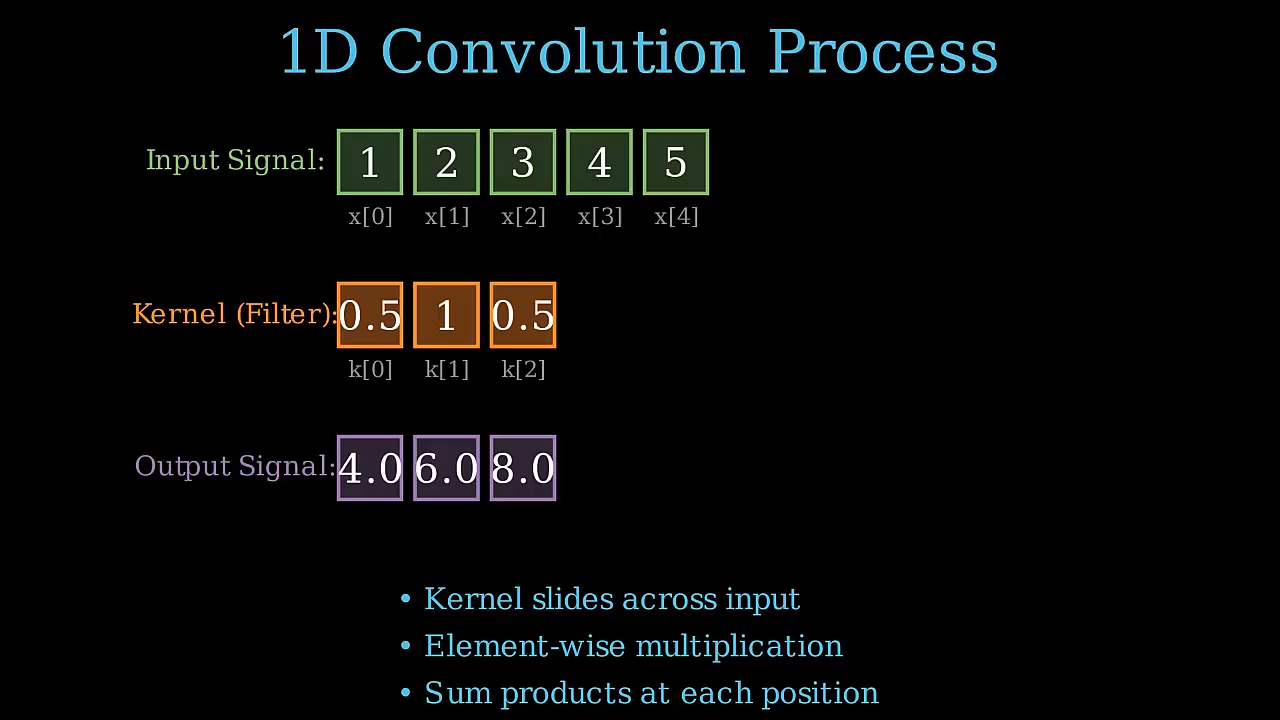 1D Convolution Process
Input Signal: 1 2 3 4 5
x[0] x[1] x[2] x[3] x[4]
Kernel (Filter): 0.5 1 0.5
k[0] k[1] k[2]
Output Signal: 4.0 6.0 8.0
• Kernel slides across input
• Element-wise multiplication
• Sum products at each position